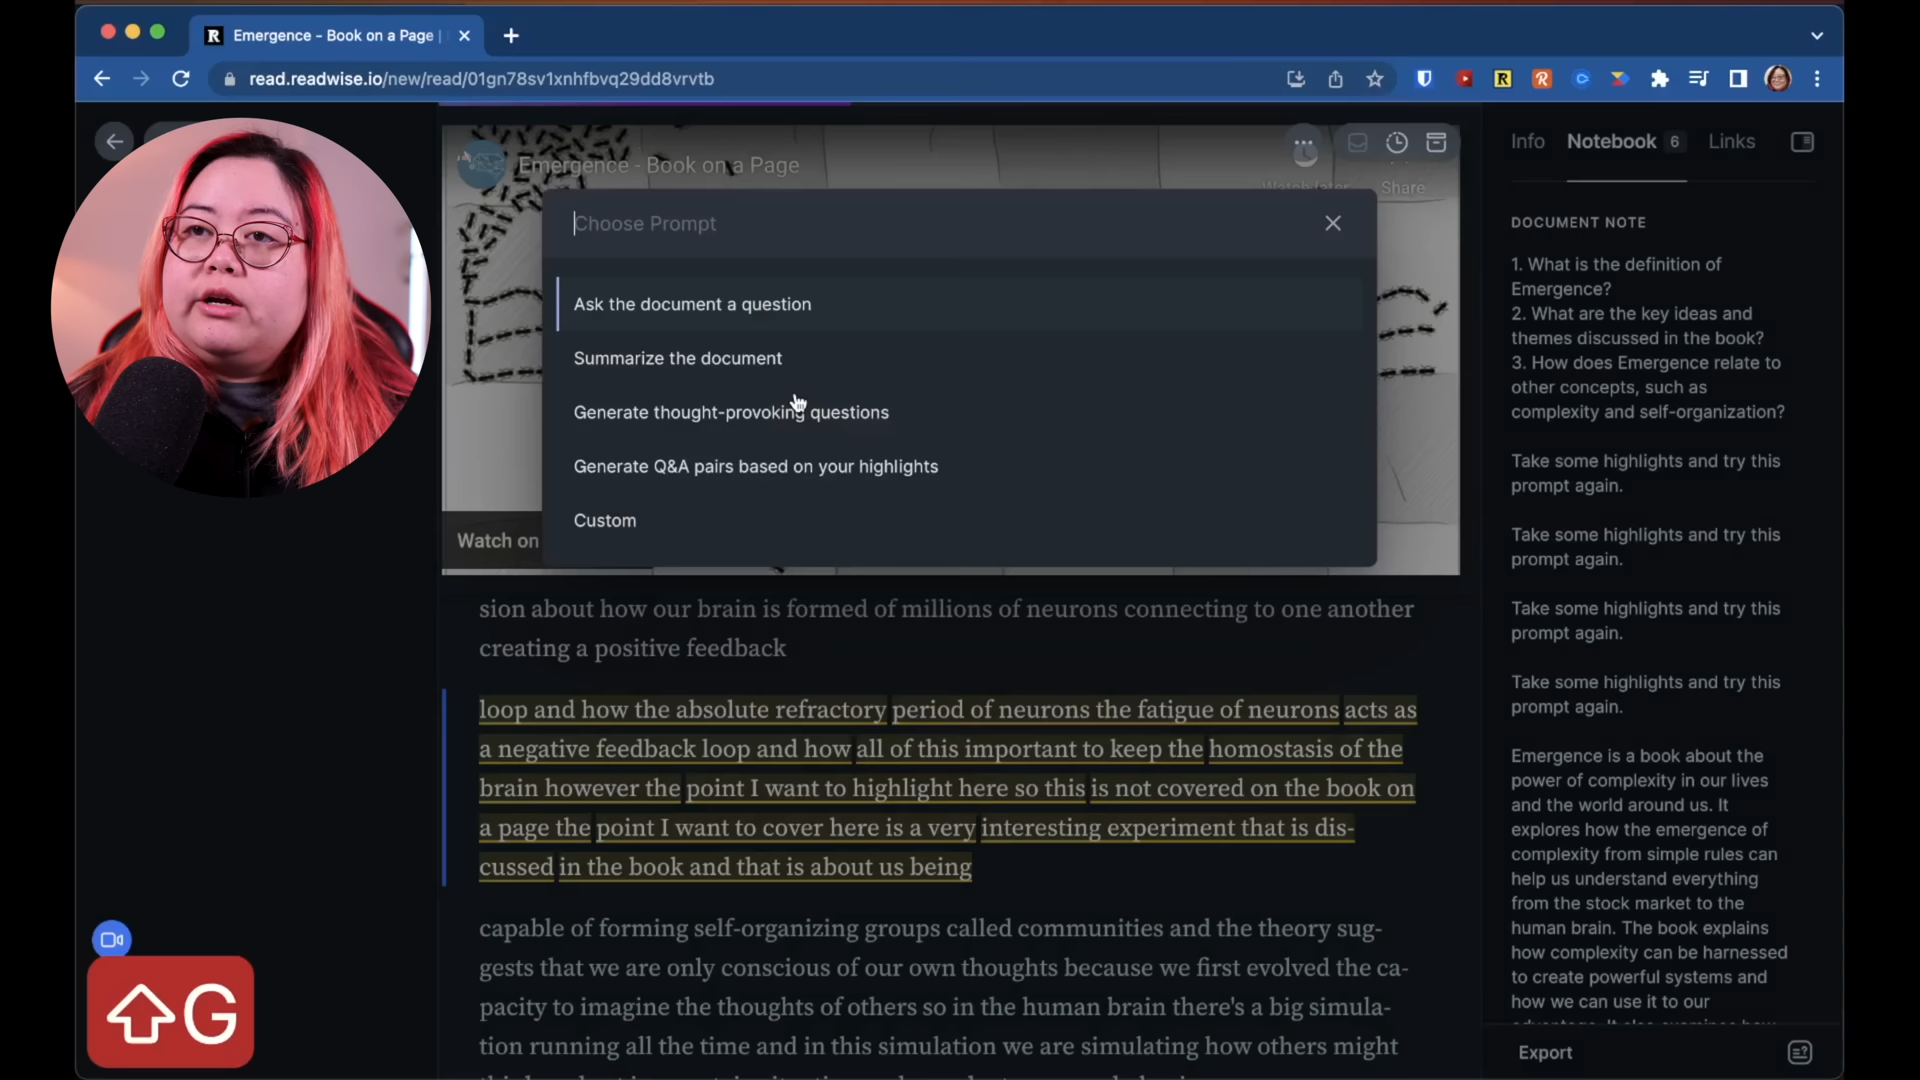 Emergence - Book on a Page |
read.readwise.io/new/read/01gn78sv1xnhfbvq29dd8vrvtb
Emergence - Book on a Page
Watch later
Share
Choose Prompt
Ask the document a question
Summarize the document
Generate thought-provoking questions
Generate Q&A pairs based on your highlights
Custom
Watch on
sion about how our brain is formed of millions of neurons connecting to one another
creating a positive feedback
loop and how the absolute refractory period of neurons the fatigue of neurons acts as
a negative feedback loop and how all of this important to keep the homostasis of the
brain however the point I want to highlight here so this is not covered on the book on
a page the point I want to cover here is a very interesting experiment that is dis-
cussed in the book and that is about us being
capable of forming self-organizing groups called communities and the theory sug-
gests that we are only conscious of our own thoughts because we first evolved the ca-
pacity to imagine the thoughts of others so in the human brain there's a big simula-
tion running all the time and in this simulation we are simulating how others might
Info Notebook 6 Links
DOCUMENT NOTE
1. What is the definition of
Emergence?
2. What are the key ideas and
themes discussed in the book?
3. How does Emergence relate to
other concepts, such as
complexity and self-organization?
Take some highlights and try this
prompt again.
Take some highlights and try this
prompt again.
Take some highlights and try this
prompt again.
Take some highlights and try this
prompt again.
Emergence is a book about the
power of complexity in our lives
and the world around us. It
explores how the emergence of
complexity from simple rules can
help us understand everything
from the stock market to the
human brain. The book explains
how complexity can be harnessed
to create powerful systems and
how we can use it to our
Export
⇧G